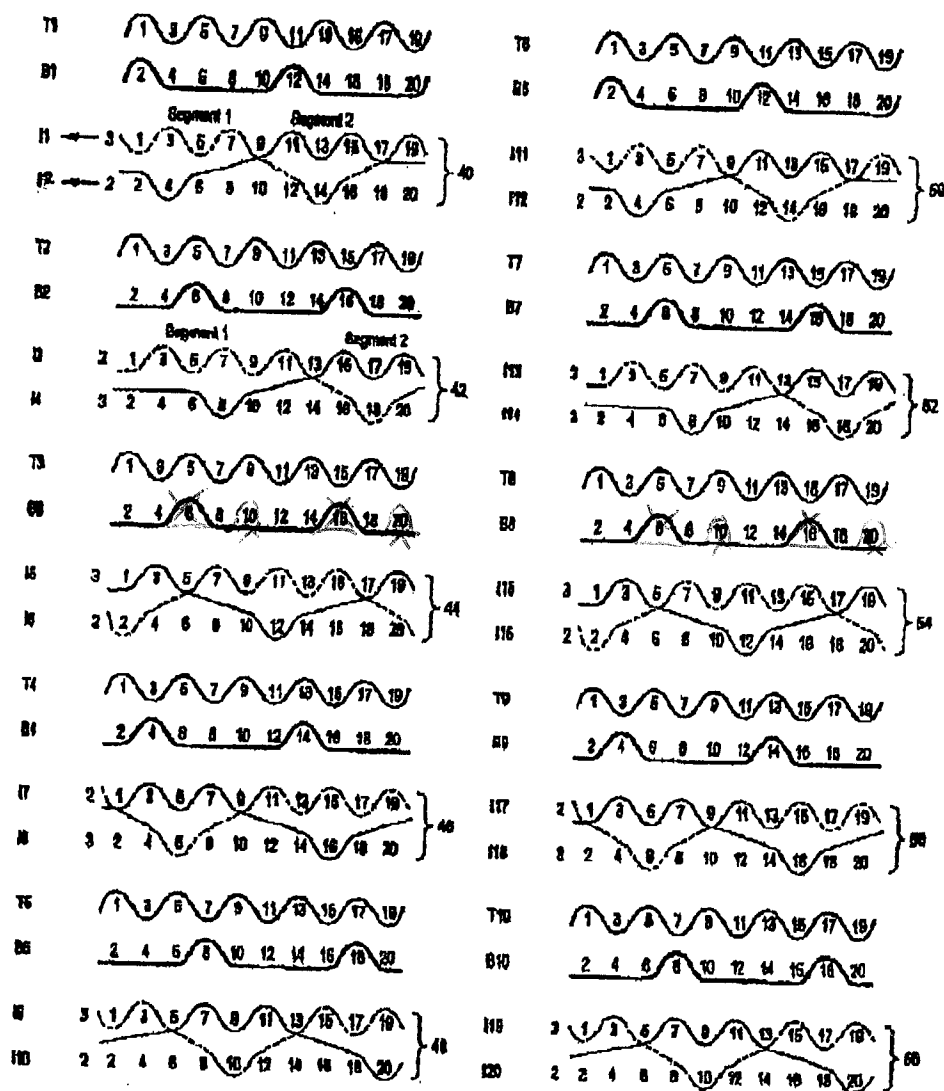 T1 1 3 5 7 9 11 13 15 17 19
B1 2 4 6 8 10 12 14 16 18 20
Segment 1 Segment 2
I1 3 1 3 5 7 9 11 13 15 17 19
I2 2 2 4 6 8 10 12 14 16 18 20
40
T2 1 3 5 7 9 11 13 15 17 19
B2 2 4 6 8 10 12 14 16 18 20
Segment 1 Segment 2
I3 2 1 3 5 7 9 11 13 15 17 19
I4 3 2 4 6 8 10 12 14 16 18 20
42
T3 1 3 5 7 9 11 13 15 17 19
B3 2 4 6 8 10 12 14 16 18 20
I5 3 1 3 5 7 9 11 13 15 17 19
I6 2 2 4 6 8 10 12 14 16 18 20
44
T4 1 3 5 7 9 11 13 15 17 19
B4 2 4 6 8 10 12 14 16 18 20
I7 2 1 3 5 7 9 11 13 15 17 19
I8 3 2 4 6 8 10 12 14 16 18 20
46
T5 1 3 5 7 9 11 13 15 17 19
B5 2 4 6 8 10 12 14 16 18 20
I9 3 1 3 5 7 9 11 13 15 17 19
I10 2 2 4 6 8 10 12 14 16 18 20
48
T6 1 3 5 7 9 11 13 15 17 19
B6 2 4 6 8 10 12 14 16 18 20
I11 3 1 3 5 7 9 11 13 15 17 19
I12 2 2 4 6 8 10 12 14 16 18 20
50
T7 1 3 5 7 9 11 13 15 17 19
B7 2 4 6 8 10 12 14 16 18 20
I13 3 1 3 5 7 9 11 13 15 17 19
I14 3 2 4 6 8 10 12 14 16 18 20
52
T8 1 3 5 7 9 11 13 15 17 19
B8 2 4 6 8 10 12 14 16 18 20
I15 3 1 3 5 7 9 11 13 15 17 19
I16 2 2 4 6 8 10 12 14 16 18 20
54
T9 1 3 5 7 9 11 13 15 17 19
B9 2 4 6 8 10 12 14 16 18 20
I17 2 1 3 5 7 9 11 13 15 17 19
I18 3 2 4 6 8 10 12 14 16 18 20
T10 1 3 5 7 9 11 13 15 17 19
B10 2 4 6 8 10 12 14 16 18 20
I19 3 1 3 5 7 9 11 13 15 17 19
I20 2 2 4 6 8 10 12 14 16 18 20